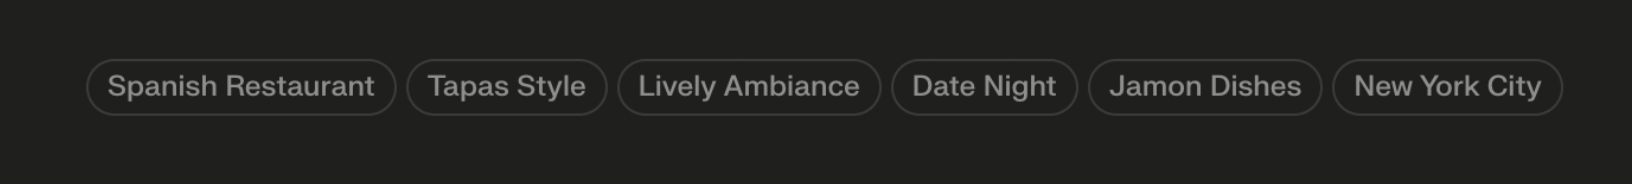 Spanish Restaurant Tapas Style Lively Ambiance Date Night Jamon Dishes New York City